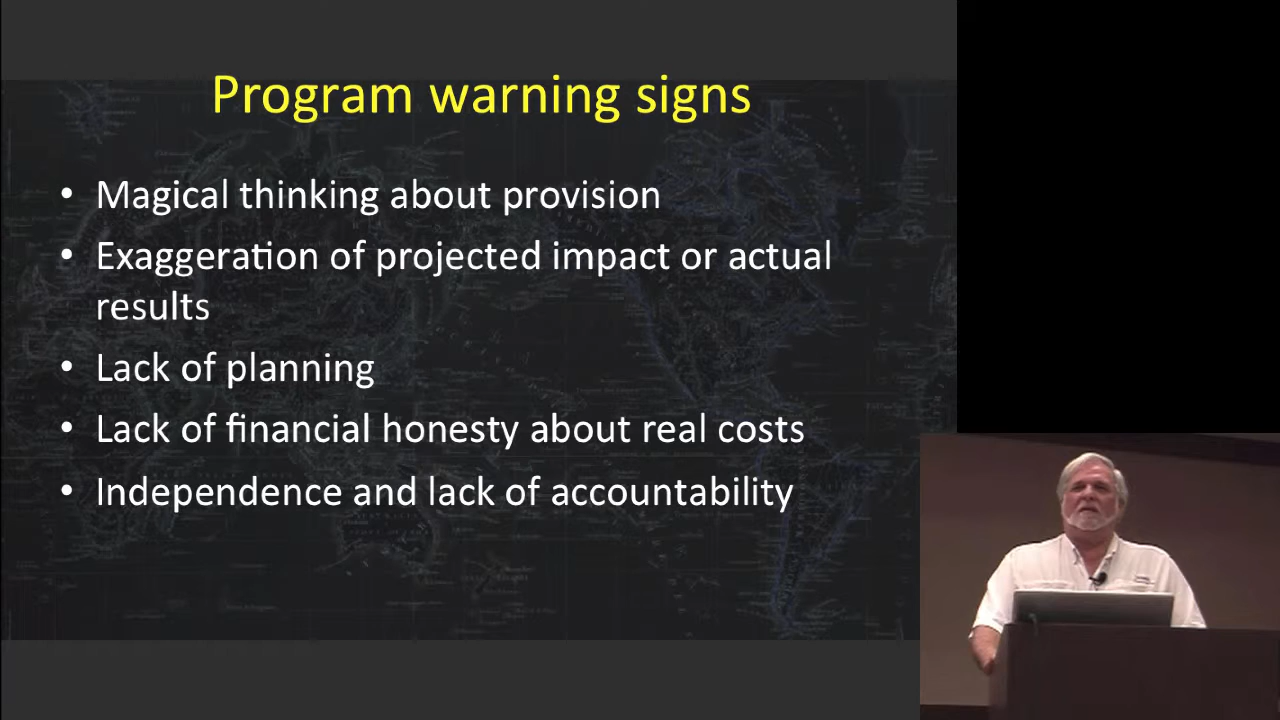 Program warning signs
• Magical thinking about provision
• Exaggeration of projected impact or actual
results
• Lack of planning
• Lack of financial honesty about real costs
• Independence and lack of accountability